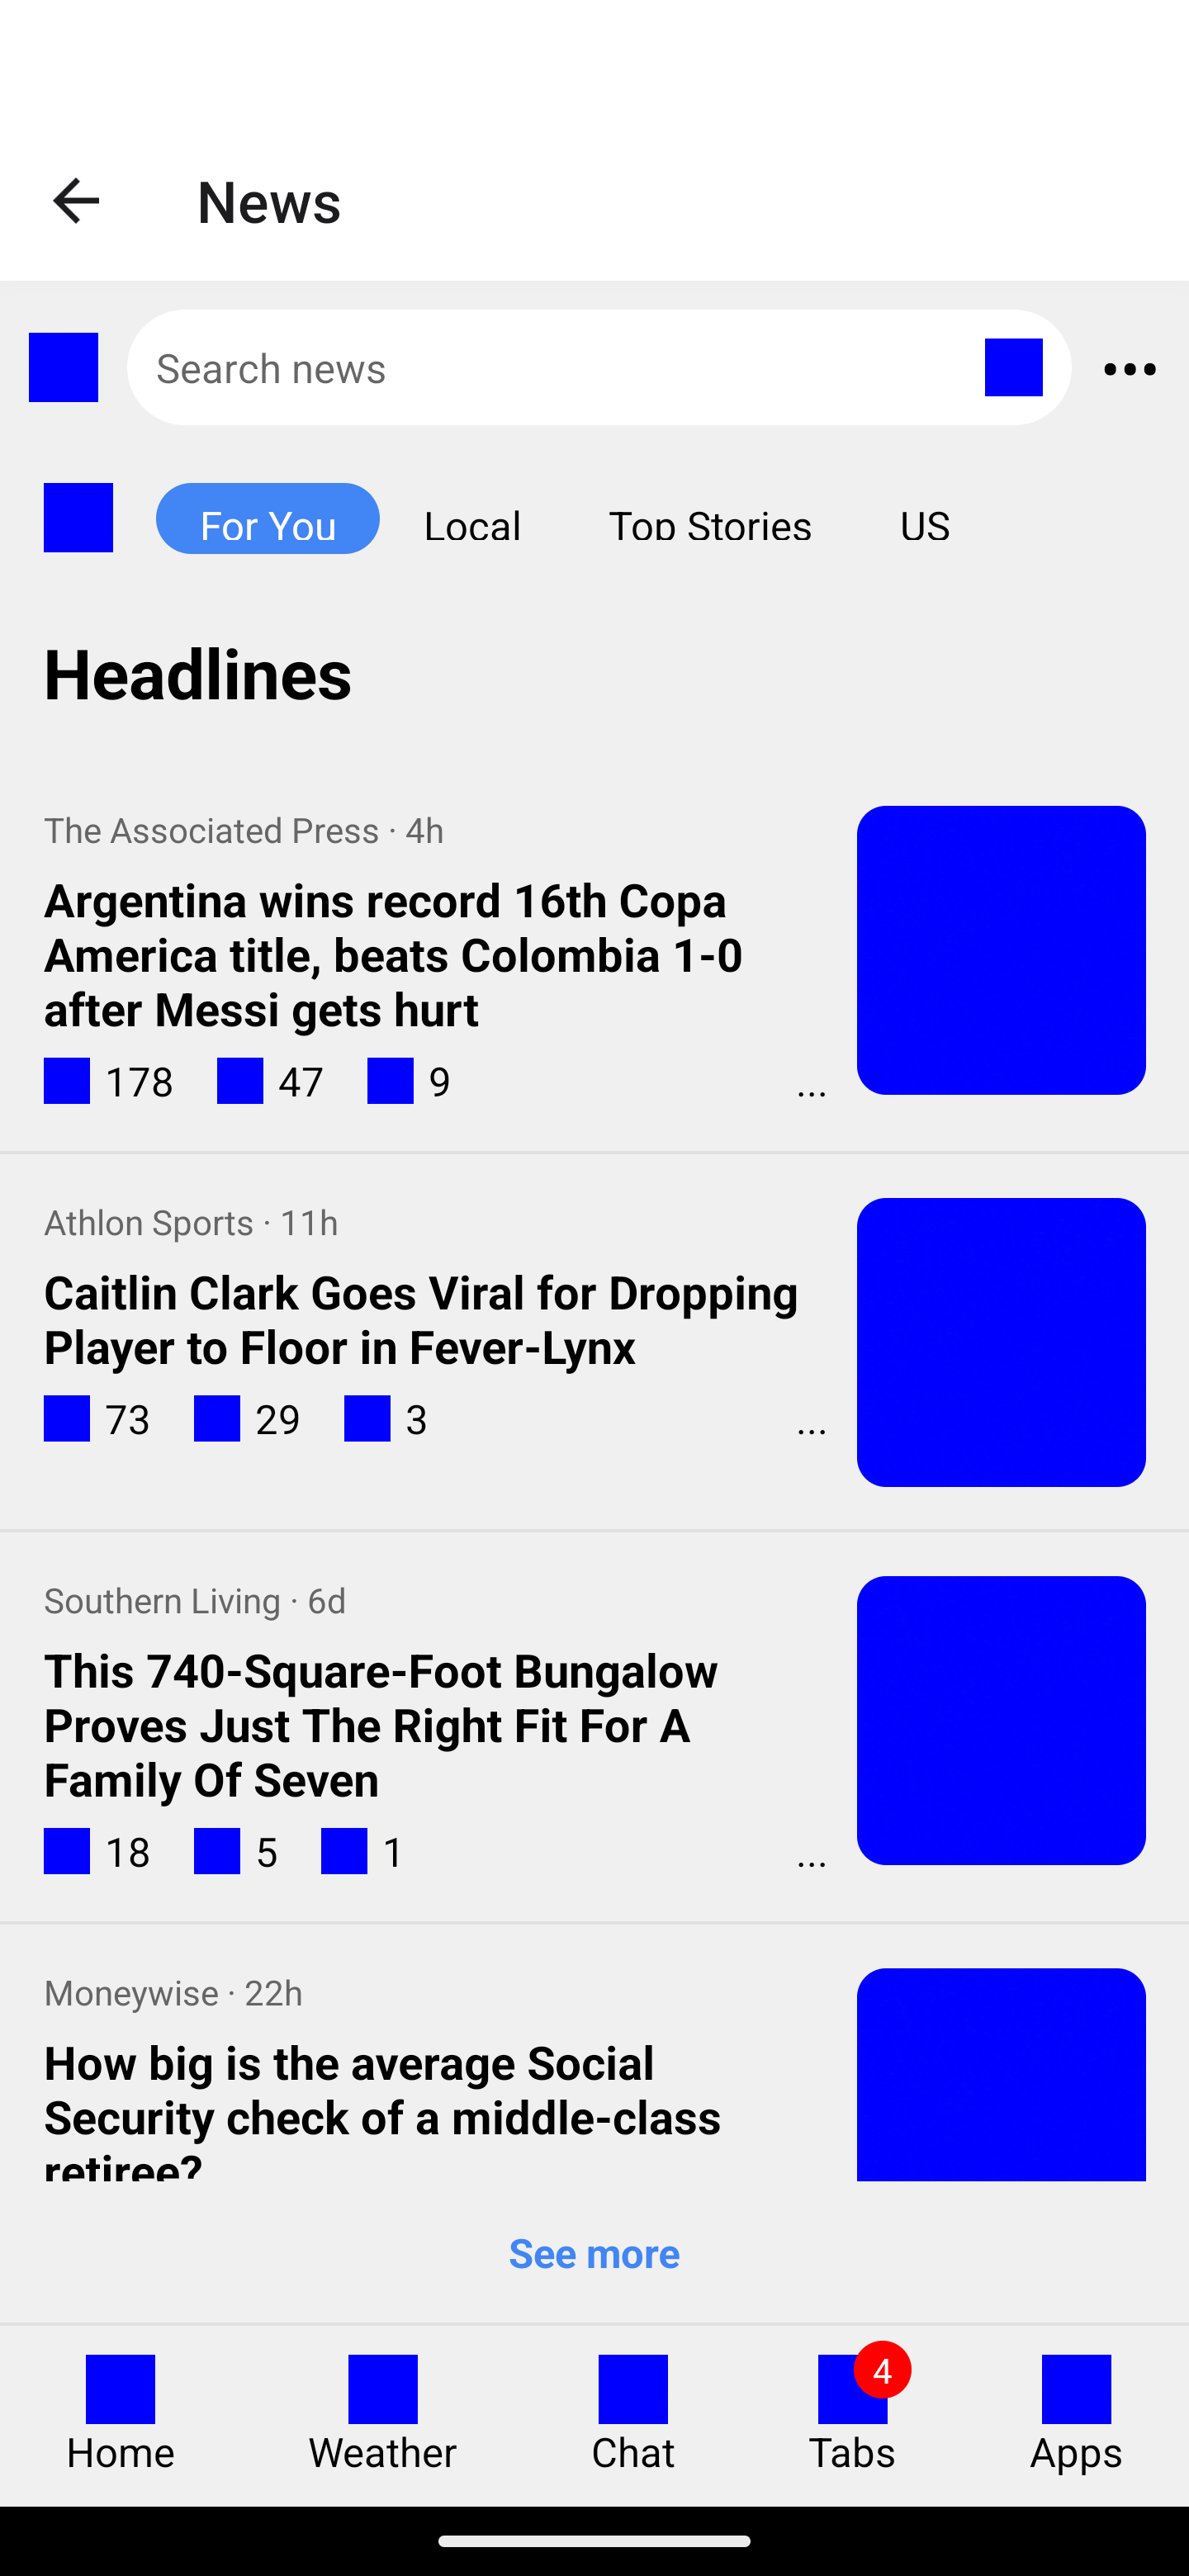 News
Search news
For You Local Top Stories US
Headlines
The Associated Press · 4h
Argentina wins record 16th Copa
America title, beats Colombia 1-0
after Messi gets hurt
178 47 9 ...
Athlon Sports · 11h
Caitlin Clark Goes Viral for Dropping
Player to Floor in Fever-Lynx
73 29 3 ...
Southern Living · 6d
This 740-Square-Foot Bungalow
Proves Just The Right Fit For A
Family Of Seven
18 5 1 ...
Moneywise · 22h
How big is the average Social
Security check of a middle-class
retiree?
See more
4
Home Weather Chat Tabs Apps